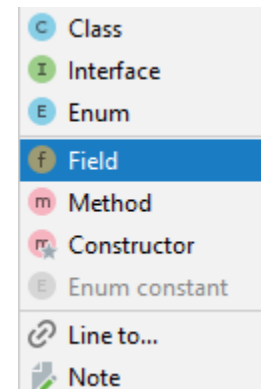 C Class
I Interface
E Enum
f Field
m Method
m Constructor
E Enum constant
Line to...
Note